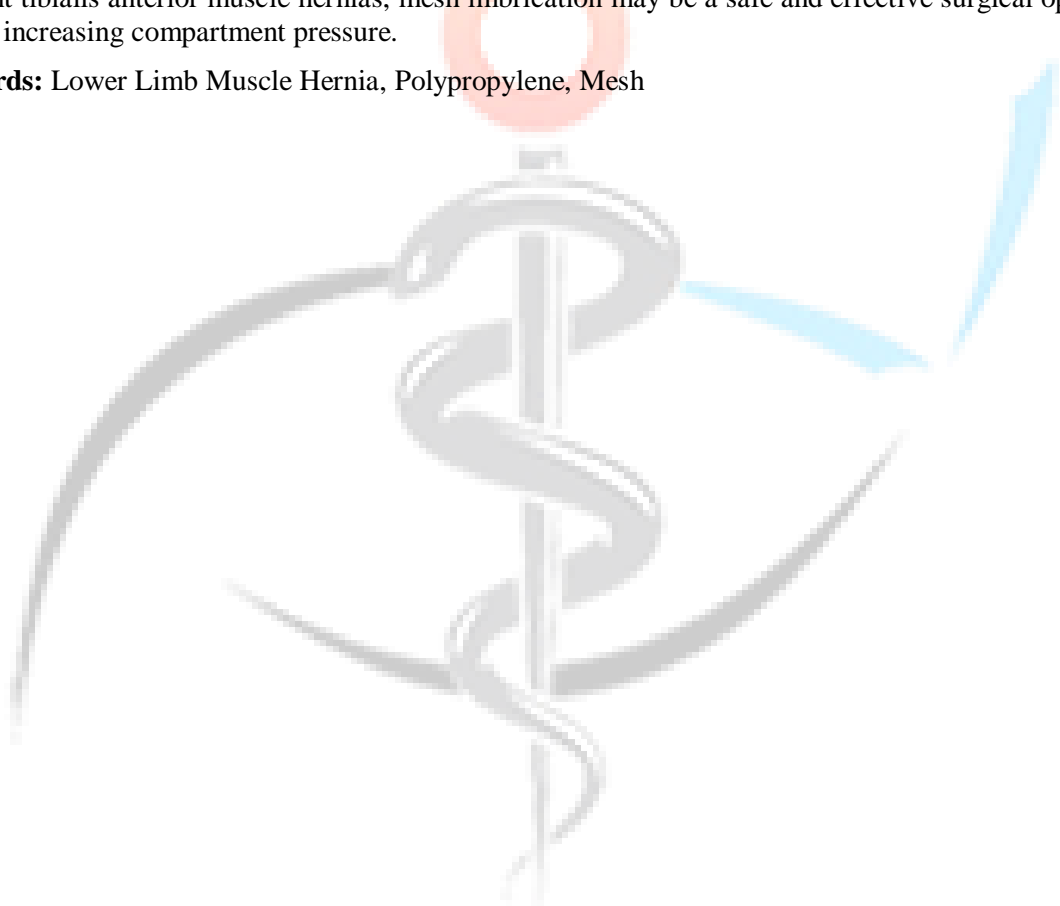 t tibialis anterior muscle hernias, mesh imbrication may be a safe and effective surgical op
increasing compartment pressure.
rds: Lower Limb Muscle Hernia, Polypropylene, Mesh